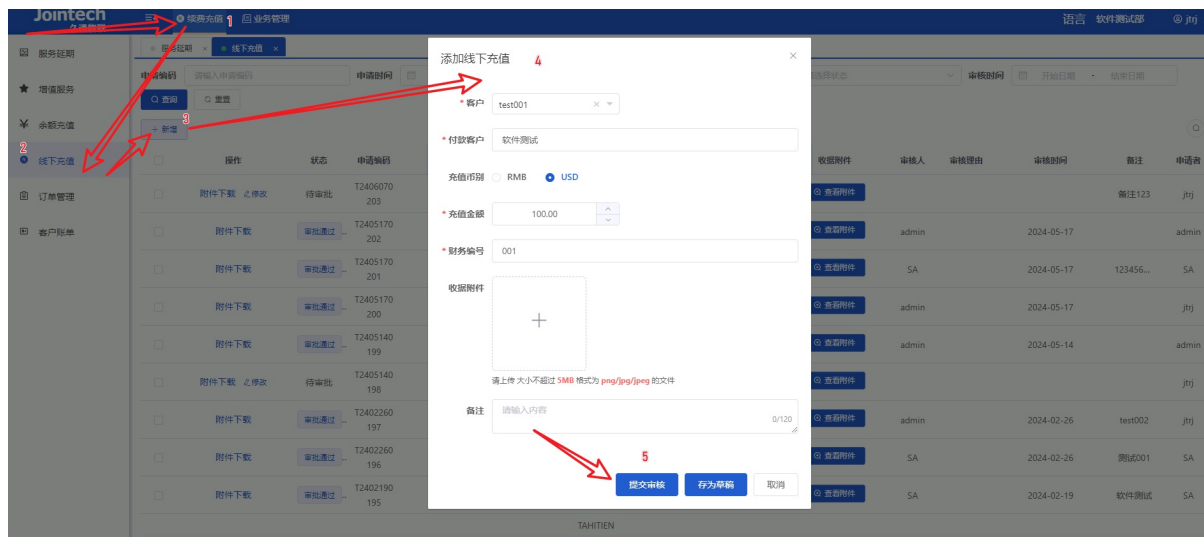 Jointech
续费充值 1 业务管理
语言 软件测试部 jtrj
服务延期
增值服务
余额充值
2
线下充值
订单管理
客户账单
服务延期 × 线下充值 ×
申请编码 请输入申请编码 申请时间
审核时间 开始日期 - 结束日期
查询 重置
+ 新增 3
操作 状态 申请编码 收据附件 审核人 审核理由 审核时间 备注 申请者
附件下载 修改 待审批 T2406070203 查看附件 备注123 jtrj
附件下载 审批通过 ... T2405170202 查看附件 admin 2024-05-17 admin
附件下载 审批通过 ... T2405170201 查看附件 SA 2024-05-17 123456... SA
附件下载 审批通过 ... T2405170200 查看附件 admin 2024-05-17 jtrj
附件下载 审批通过 ... T2405140199 查看附件 admin 2024-05-14 admin
附件下载 修改 待审批 T2405140198 查看附件 jtrj
附件下载 审批通过 ... T2402260197 查看附件 admin 2024-02-26 test002 jtrj
附件下载 审批通过 ... T2402260196 查看附件 SA 2024-02-26 测试001 SA
附件下载 审批通过 ... T2402190195 查看附件 SA 2024-02-19 软件测试 SA
TAHITIEN
添加线下充值 4 ×
* 客户 test001 ×
* 付款客户 软件测试
充值币别 RMB USD
* 充值金额 100.00
* 财务编号 001
收据附件
+
请上传 大小不超过 5MB 格式为 png/jpg/jpeg 的文件
备注 请输入内容
0/120
5
提交审核 存为草稿 取消